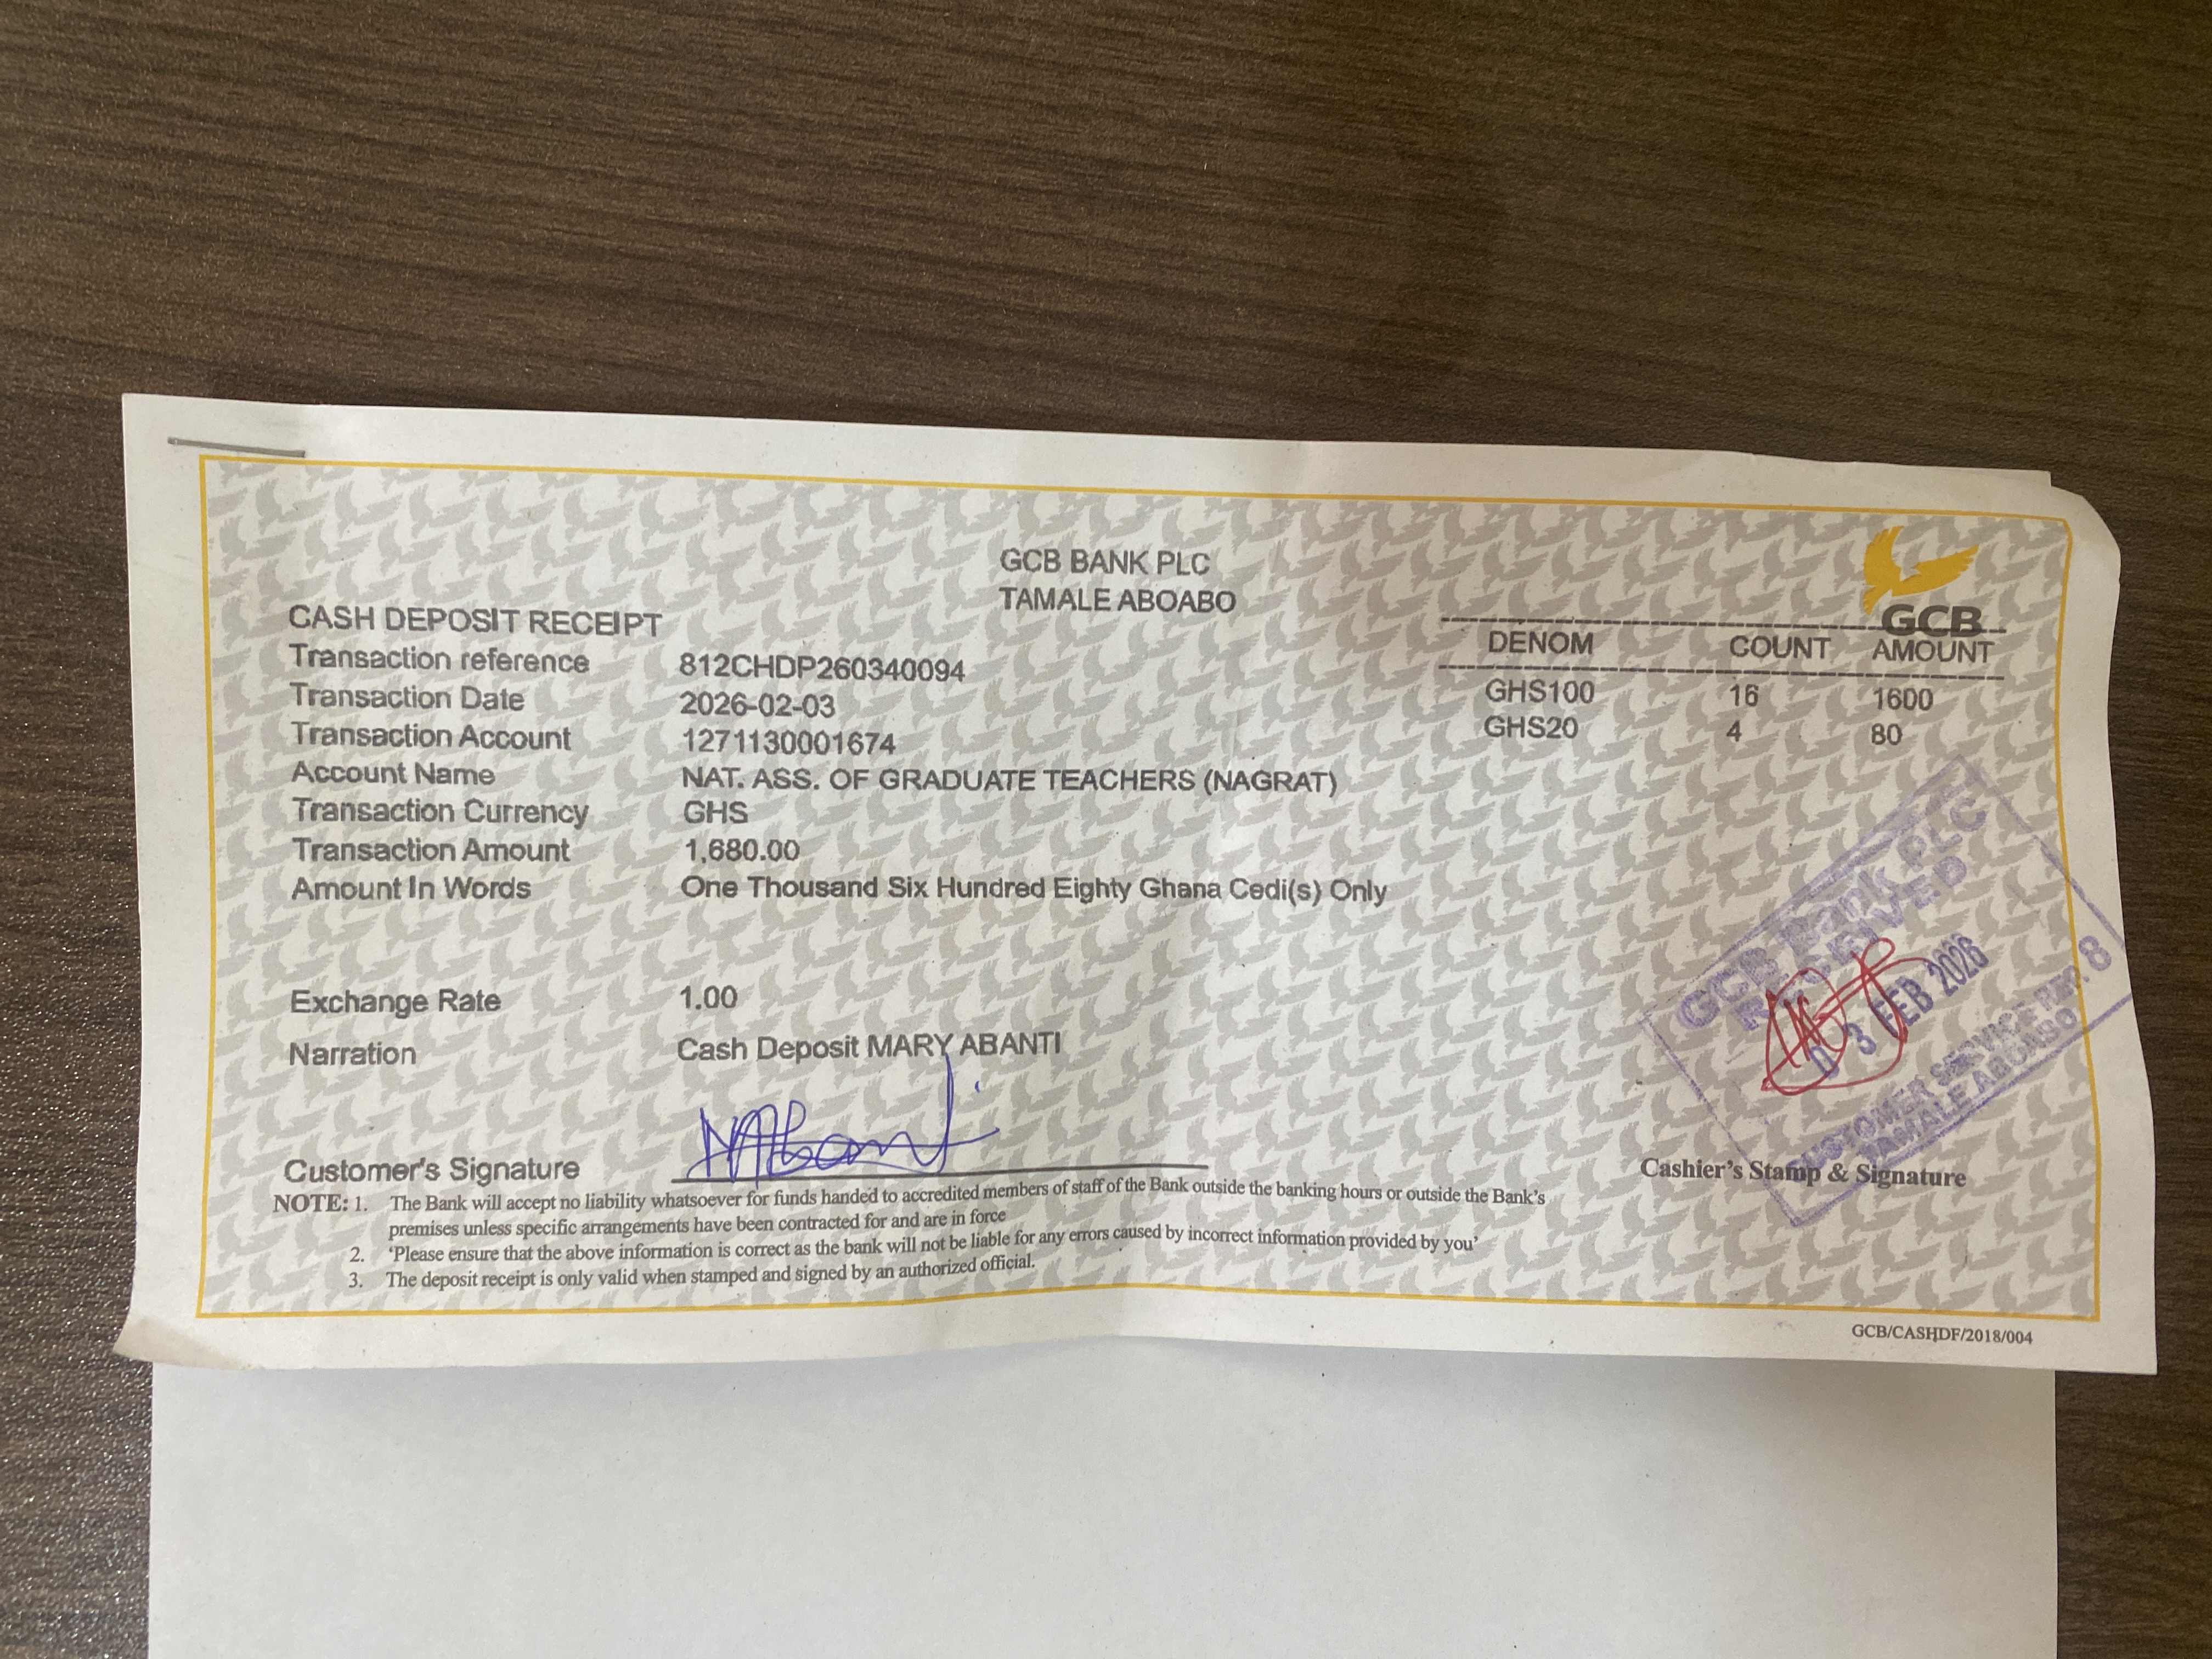 GCB BANK PLC
TAMALE ABOABO
GCB
CASH DEPOSIT RECEIPT
Transaction reference 812CHDP260340094
Transaction Date 2026-02-03
Transaction Account 1271130001674
Account Name NAT. ASS. OF GRADUATE TEACHERS (NAGRAT)
Transaction Currency GHS
Transaction Amount 1,680.00
Amount In Words One Thousand Six Hundred Eighty Ghana Cedi(s) Only
DENOM COUNT AMOUNT
GHS100 16 1600
GHS20 4 80
Exchange Rate 1.00
Narration Cash Deposit MARY ABANTI
GCB Bank PLC
RECEIVED
03 FEB 2026
CUSTOMER SERVICE REP. 8
TAMALE ABOABO
Customer's Signature
Cashier's Stamp & Signature
NOTE: 1. The Bank will accept no liability whatsoever for funds handed to accredited members of staff of the Bank outside the banking hours or outside the Bank's
premises unless specific arrangements have been contracted for and are in force
2. 'Please ensure that the above information is correct as the bank will not be liable for any errors caused by incorrect information provided by you'
3. The deposit receipt is only valid when stamped and signed by an authorized official.
GCB/CASHDF/2018/004